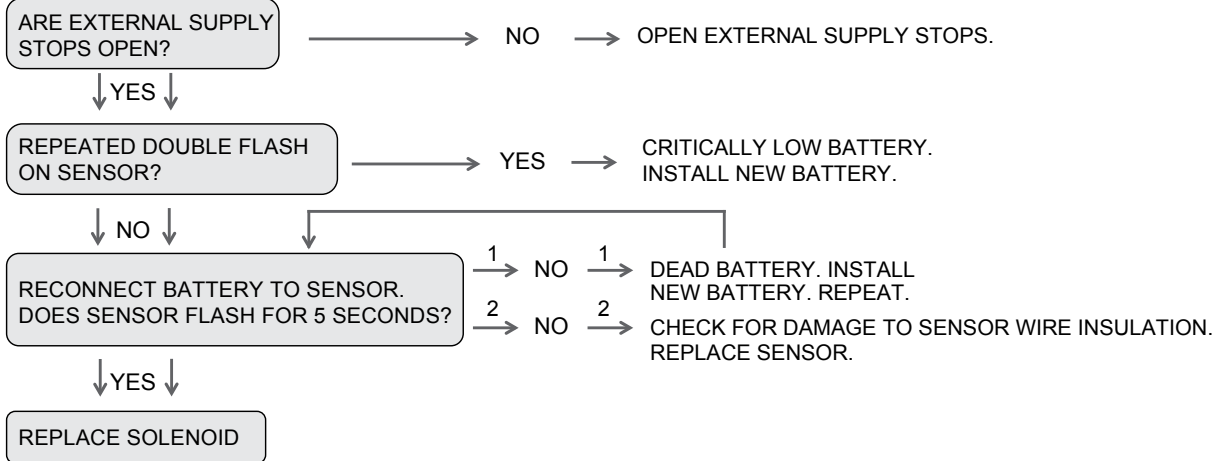 ARE EXTERNAL SUPPLY
STOPS OPEN?
NO
OPEN EXTERNAL SUPPLY STOPS.
YES
REPEATED DOUBLE FLASH
ON SENSOR?
YES
CRITICALLY LOW BATTERY.
INSTALL NEW BATTERY.
NO
RECONNECT BATTERY TO SENSOR.
DOES SENSOR FLASH FOR 5 SECONDS?
1 NO 1
DEAD BATTERY. INSTALL
NEW BATTERY. REPEAT.
2 NO 2
CHECK FOR DAMAGE TO SENSOR WIRE INSULATION.
REPLACE SENSOR.
YES
REPLACE SOLENOID